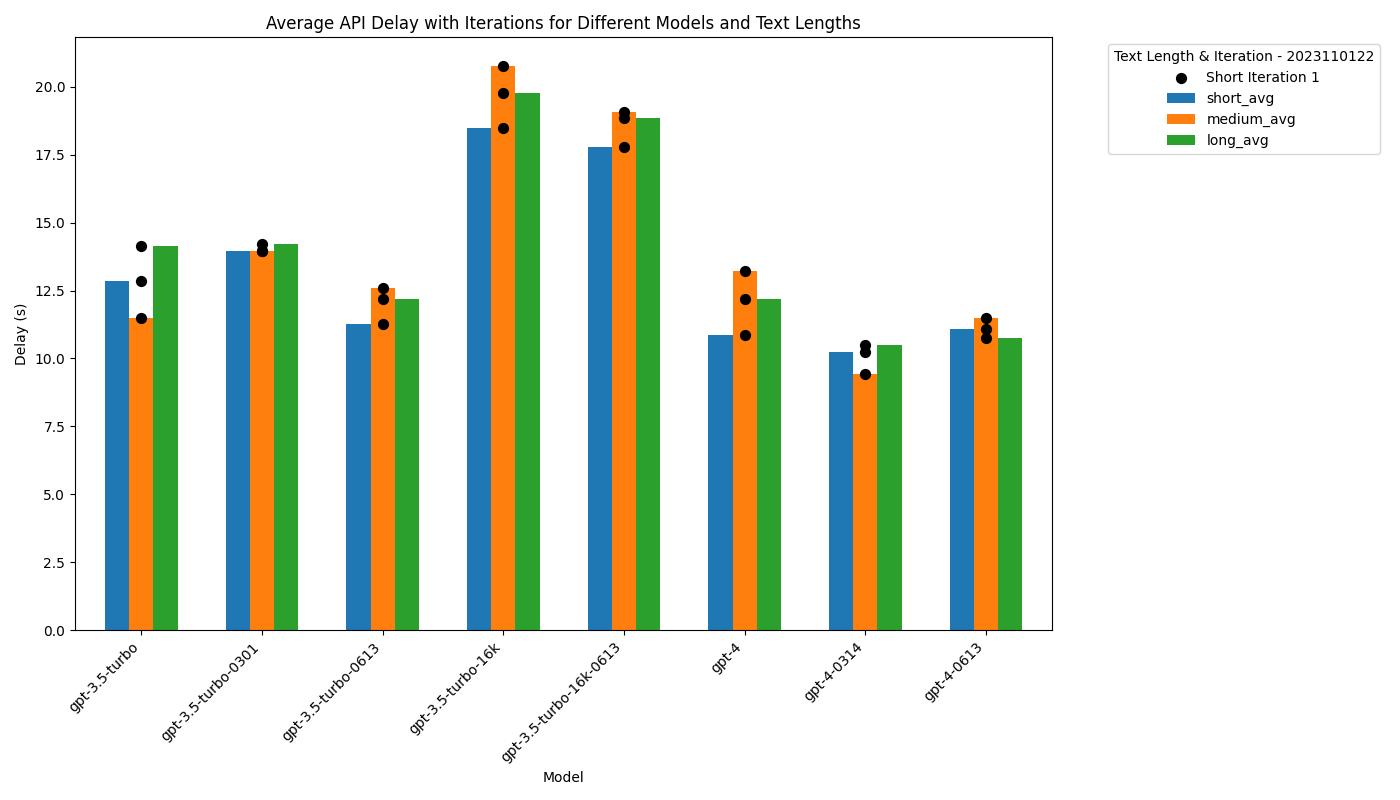 Average API Delay with Iterations for Different Models and Text Lengths
Text Length & Iteration - 2023110122
Short Iteration 1
short_avg
medium_avg
long_avg
Delay (s)
20.0
17.5
15.0
12.5
10.0
7.5
5.0
2.5
0.0
gpt-3.5-turbo
gpt-3.5-turbo-0301
gpt-3.5-turbo-0613
gpt-3.5-turbo-16k
gpt-3.5-turbo-16k-0613
gpt-4
gpt-4-0314
gpt-4-0613
Model